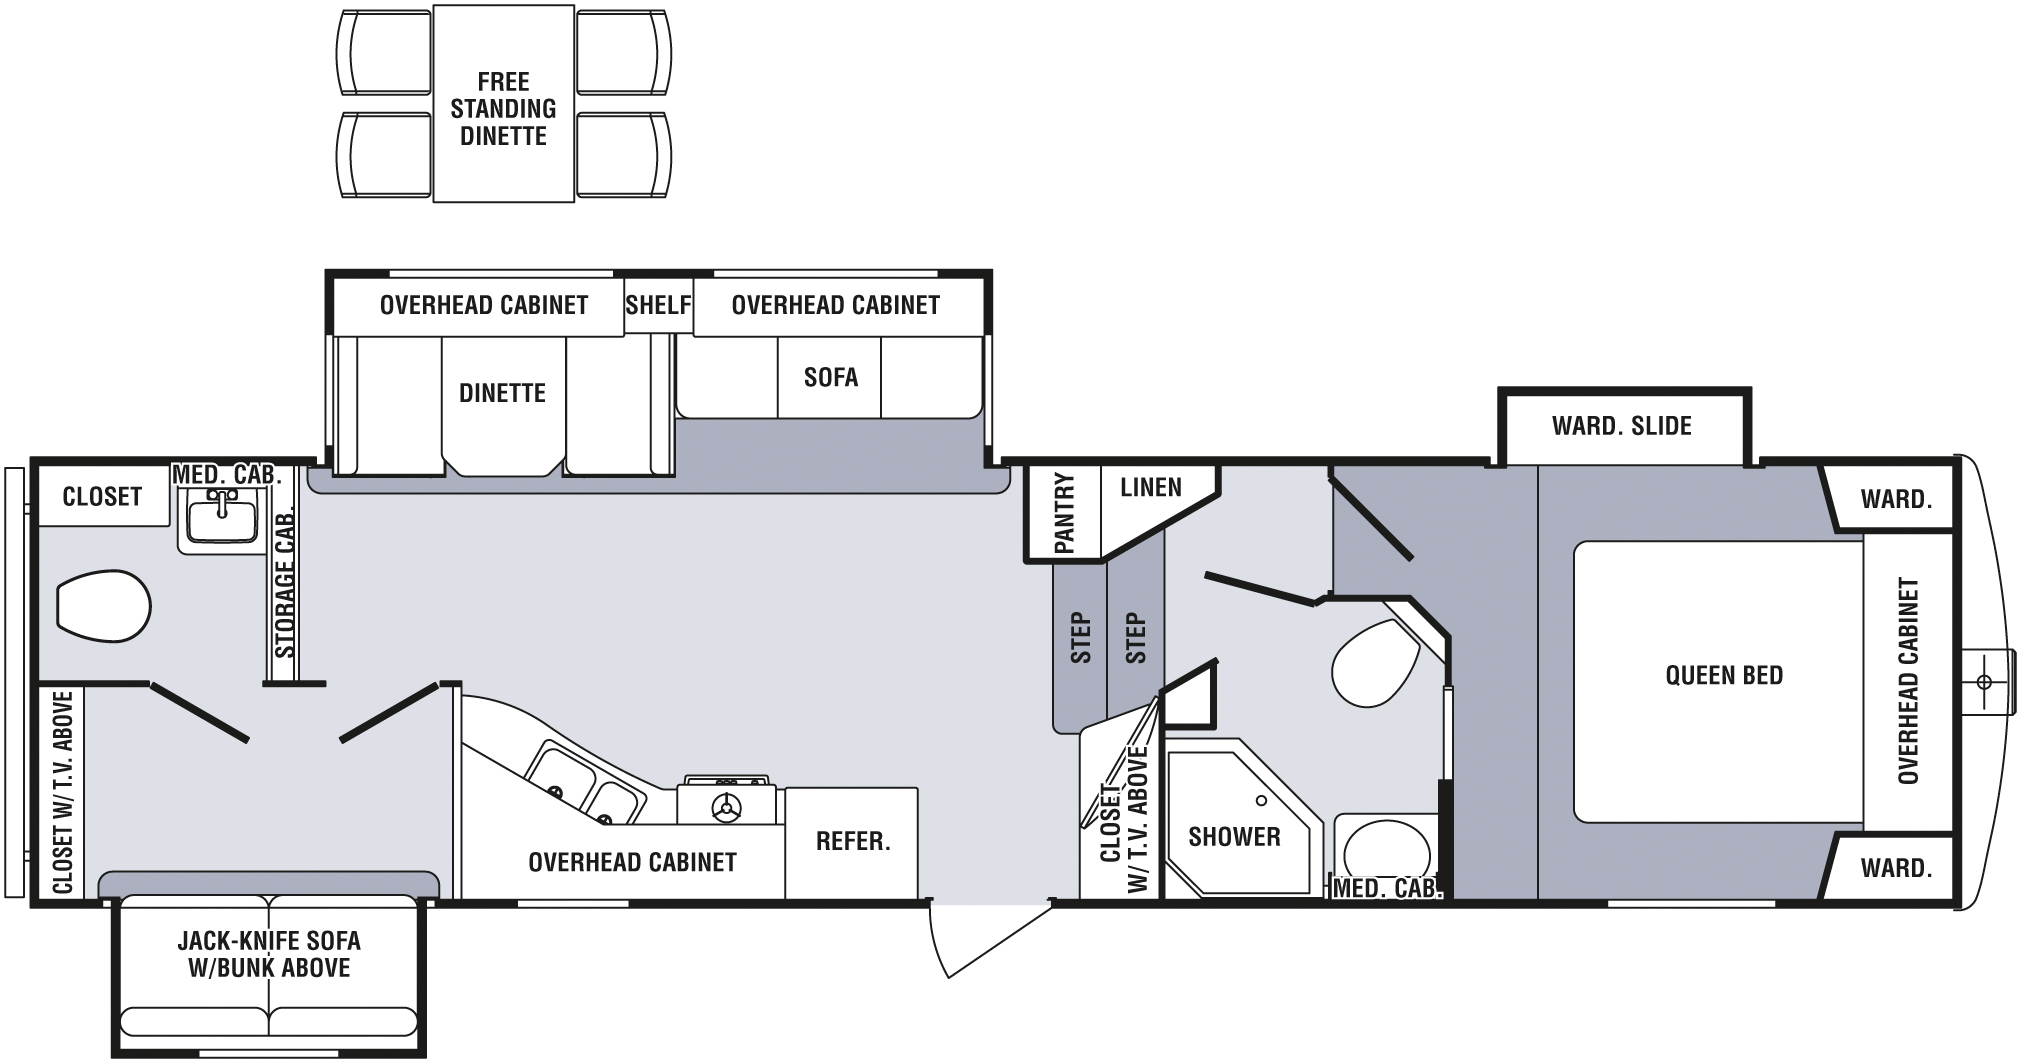 FREE
STANDING
DINETTE
OVERHEAD CABINET
SHELF
OVERHEAD CABINET
DINETTE
SOFA
WARD. SLIDE
CLOSET
MED. CAB.
STORAGE CAB.
PANTRY
LINEN
WARD.
STEP
STEP
QUEEN BED
OVERHEAD CABINET
CLOSET W/ T.V. ABOVE
OVERHEAD CABINET
REFER.
CLOSET
W/ T.V. ABOVE
SHOWER
MED. CAB.
WARD.
JACK-KNIFE SOFA
W/BUNK ABOVE